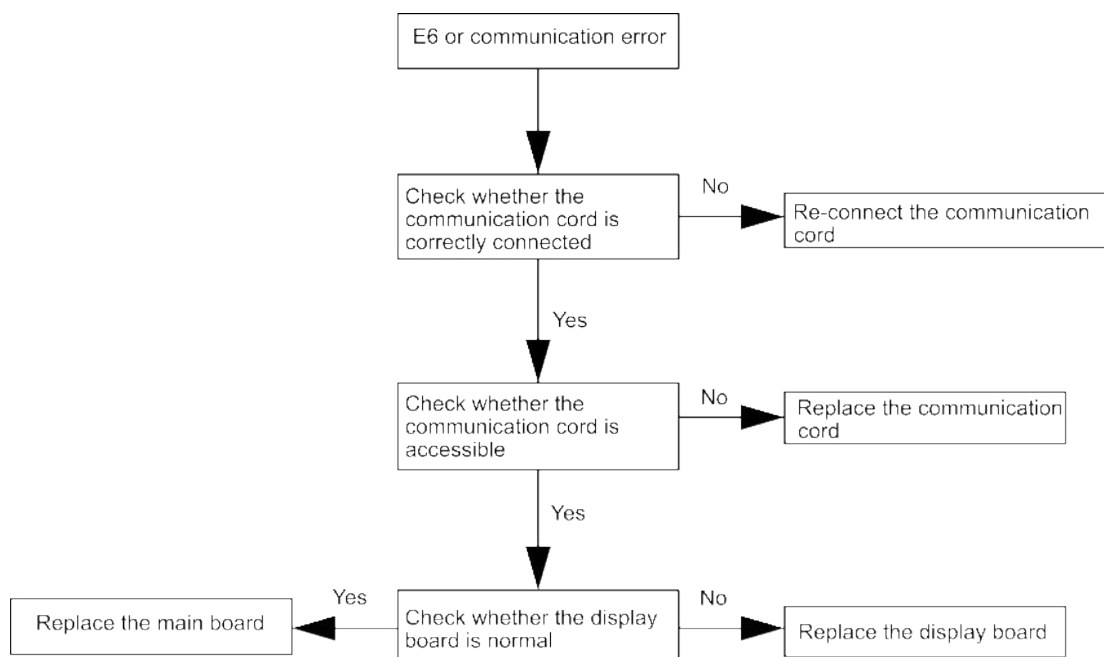 E6 or communication error
Check whether the
communication cord is
correctly connected
No
Re-connect the communication
cord
Yes
Check whether the
communication cord is
accessible
No
Replace the communication
cord
Yes
Replace the main board
Yes
Check whether the display
board is normal
No
Replace the display board